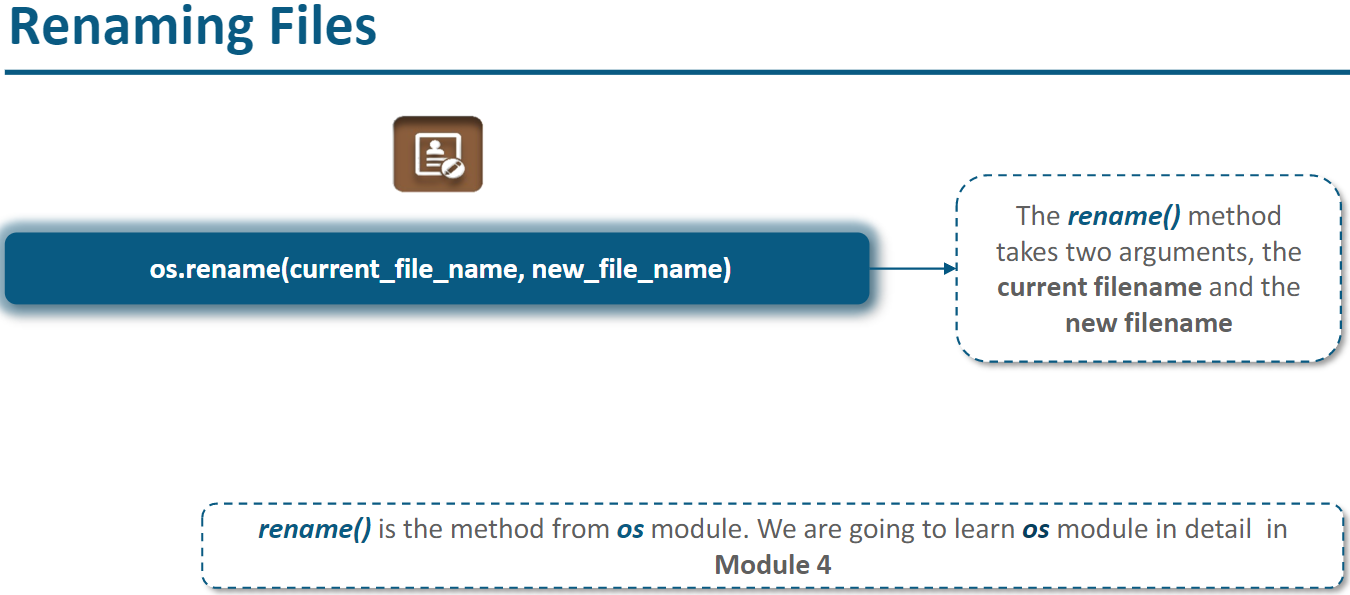 Renaming Files
os.rename(current_file_name, new_file_name)
The rename() method
takes two arguments, the
current filename and the
new filename
rename() is the method from os module. We are going to learn os module in detail  in
Module 4